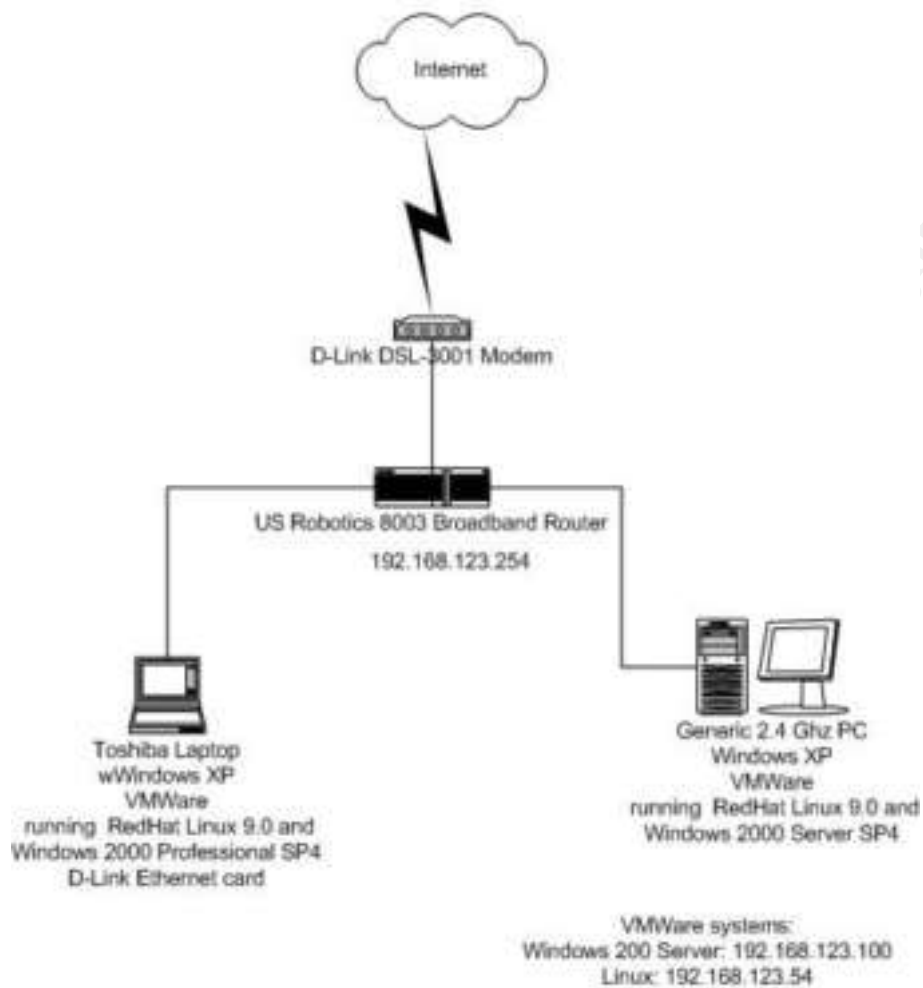 Internet
D-Link DSL-3001 Modem
US Robotics 8003 Broadband Router
192.168.123.254
Toshiba Laptop
wWindows XP
VMWare
running RedHat Linux 9.0 and
Windows 2000 Professional SP4
D-Link Ethernet card
Generic 2.4 Ghz PC
Windows XP
VMWare
running RedHat Linux 9.0 and
Windows 2000 Server SP4
VMWare systems:
Windows 200 Server: 192.168.123.100
Linux: 192.168.123.54